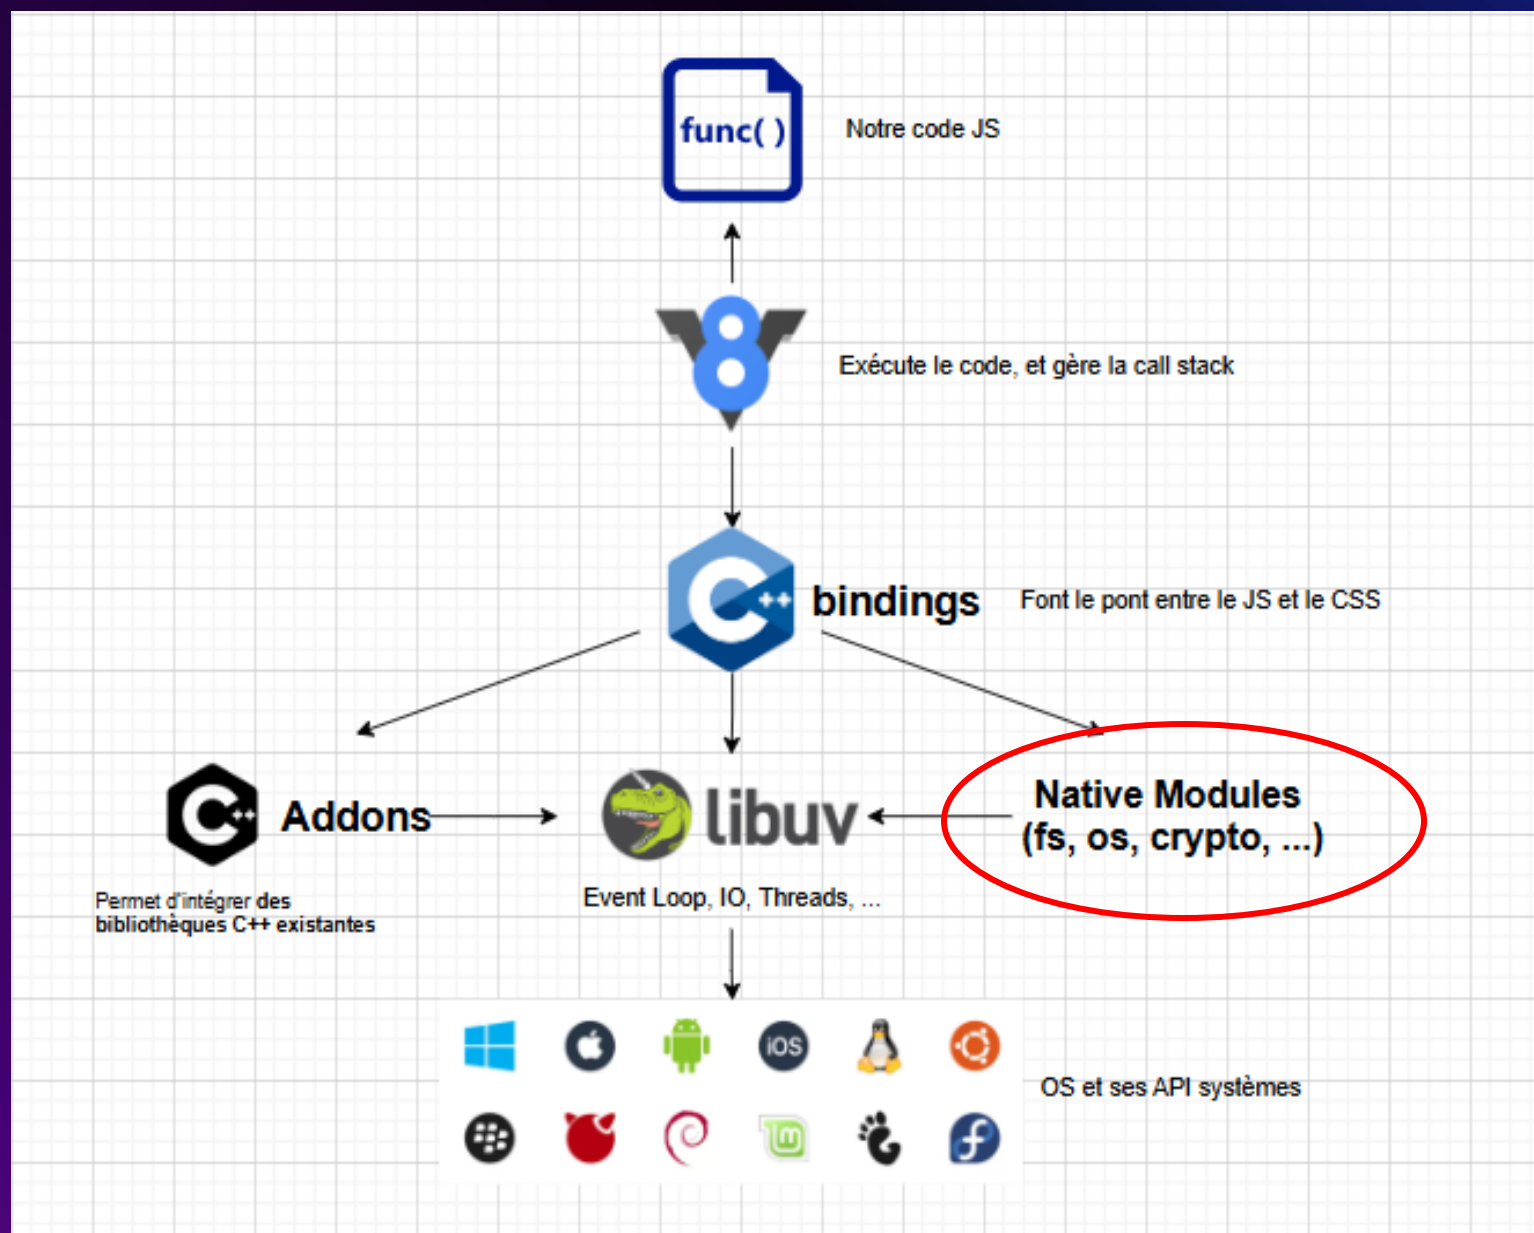 func( )
Notre code JS
8
Exécute le code, et gère la call stack
C++
bindings
Font le pont entre le JS et le CSS
C++
Addons
libuv
Native Modules
(fs, os, crypto, ...)
Permet d'intégrer des
bibliothèques C++ existantes
Event Loop, IO, Threads, ...
iOS
OS et ses API systèmes